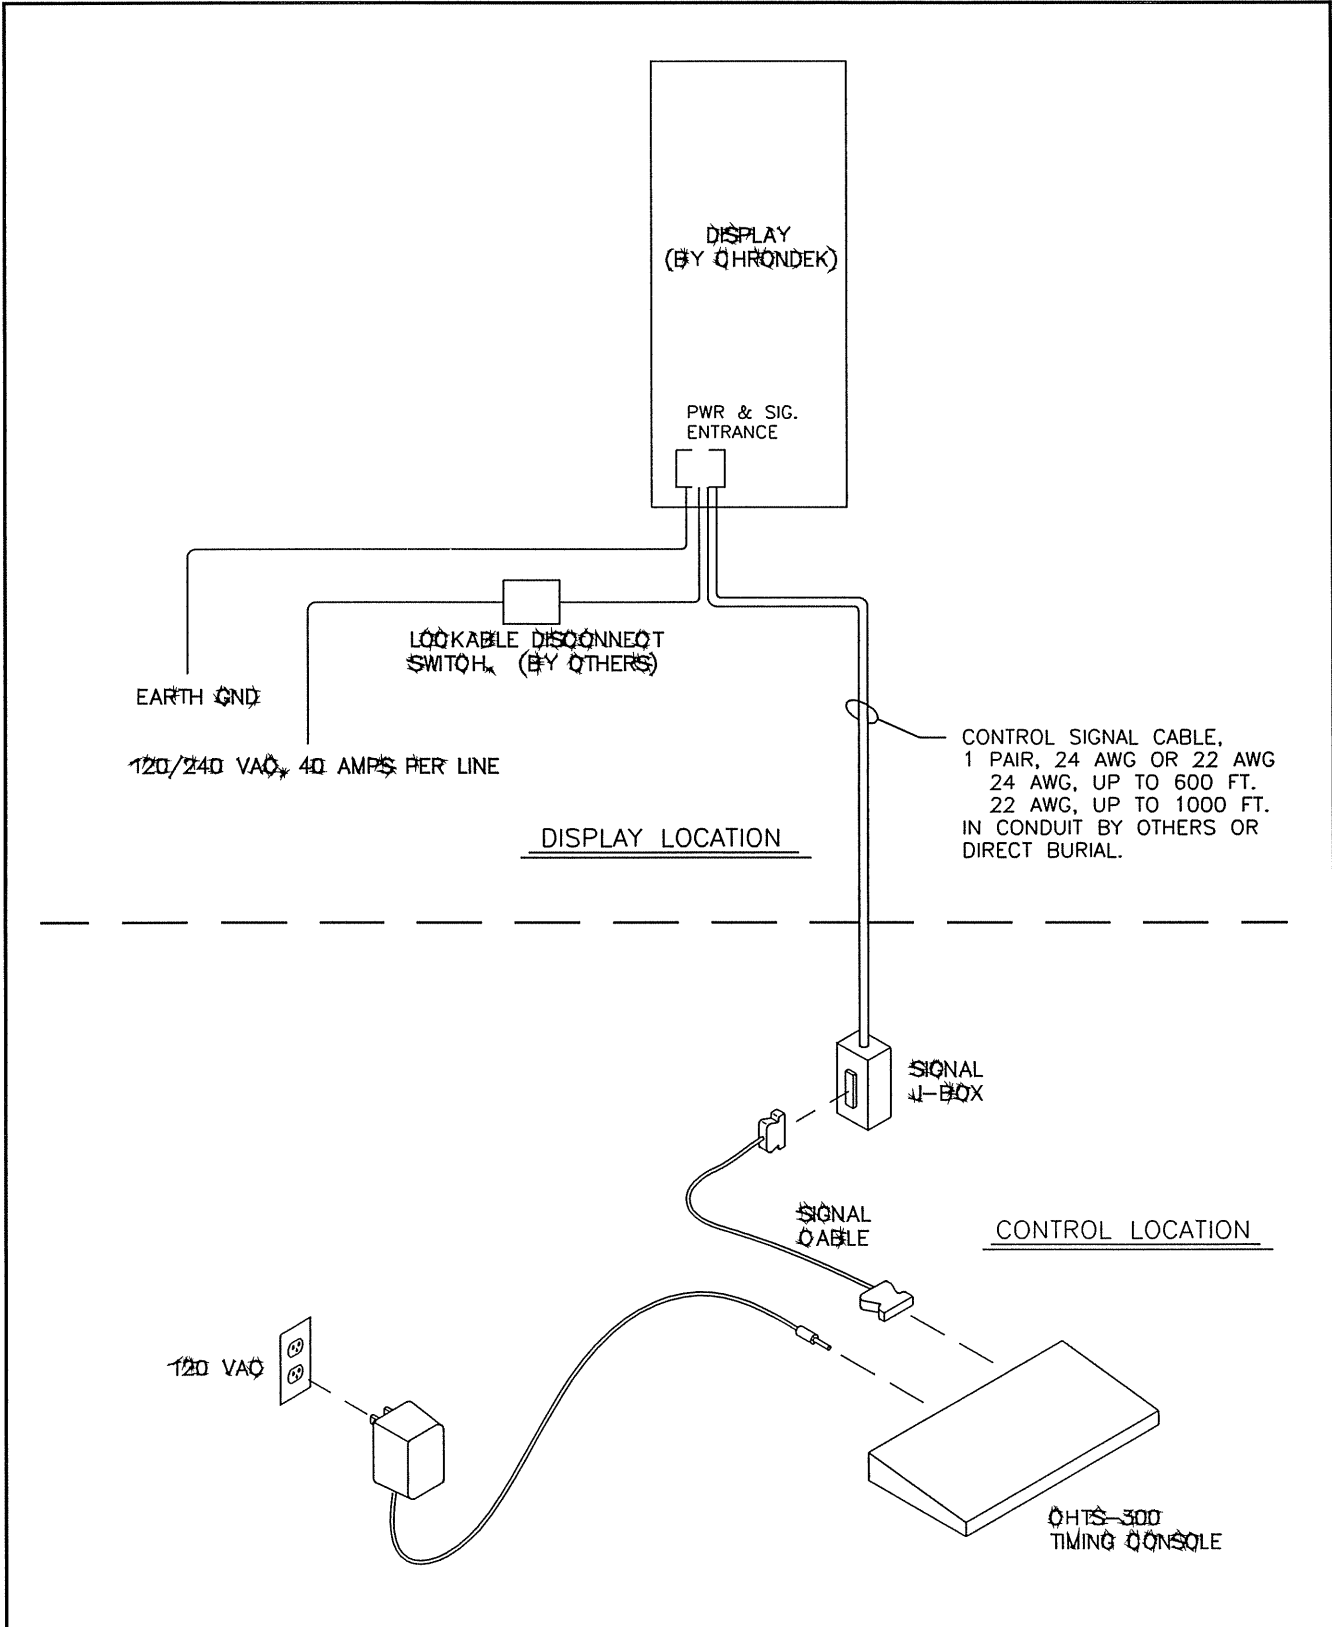 DISPLAY
(BY CHRONDEK)
PWR & SIG.
ENTRANCE
LOCKABLE DISCONNECT
SWITCH. (BY OTHERS)
EARTH GND
120/240 VAC, 40 AMPS PER LINE
CONTROL SIGNAL CABLE,
1 PAIR, 24 AWG OR 22 AWG
24 AWG, UP TO 600 FT.
22 AWG, UP TO 1000 FT.
IN CONDUIT BY OTHERS OR
DIRECT BURIAL.
DISPLAY LOCATION
SIGNAL
J-BOX
SIGNAL
CABLE
CONTROL LOCATION
120 VAC
CHTS-300
TIMING CONSOLE